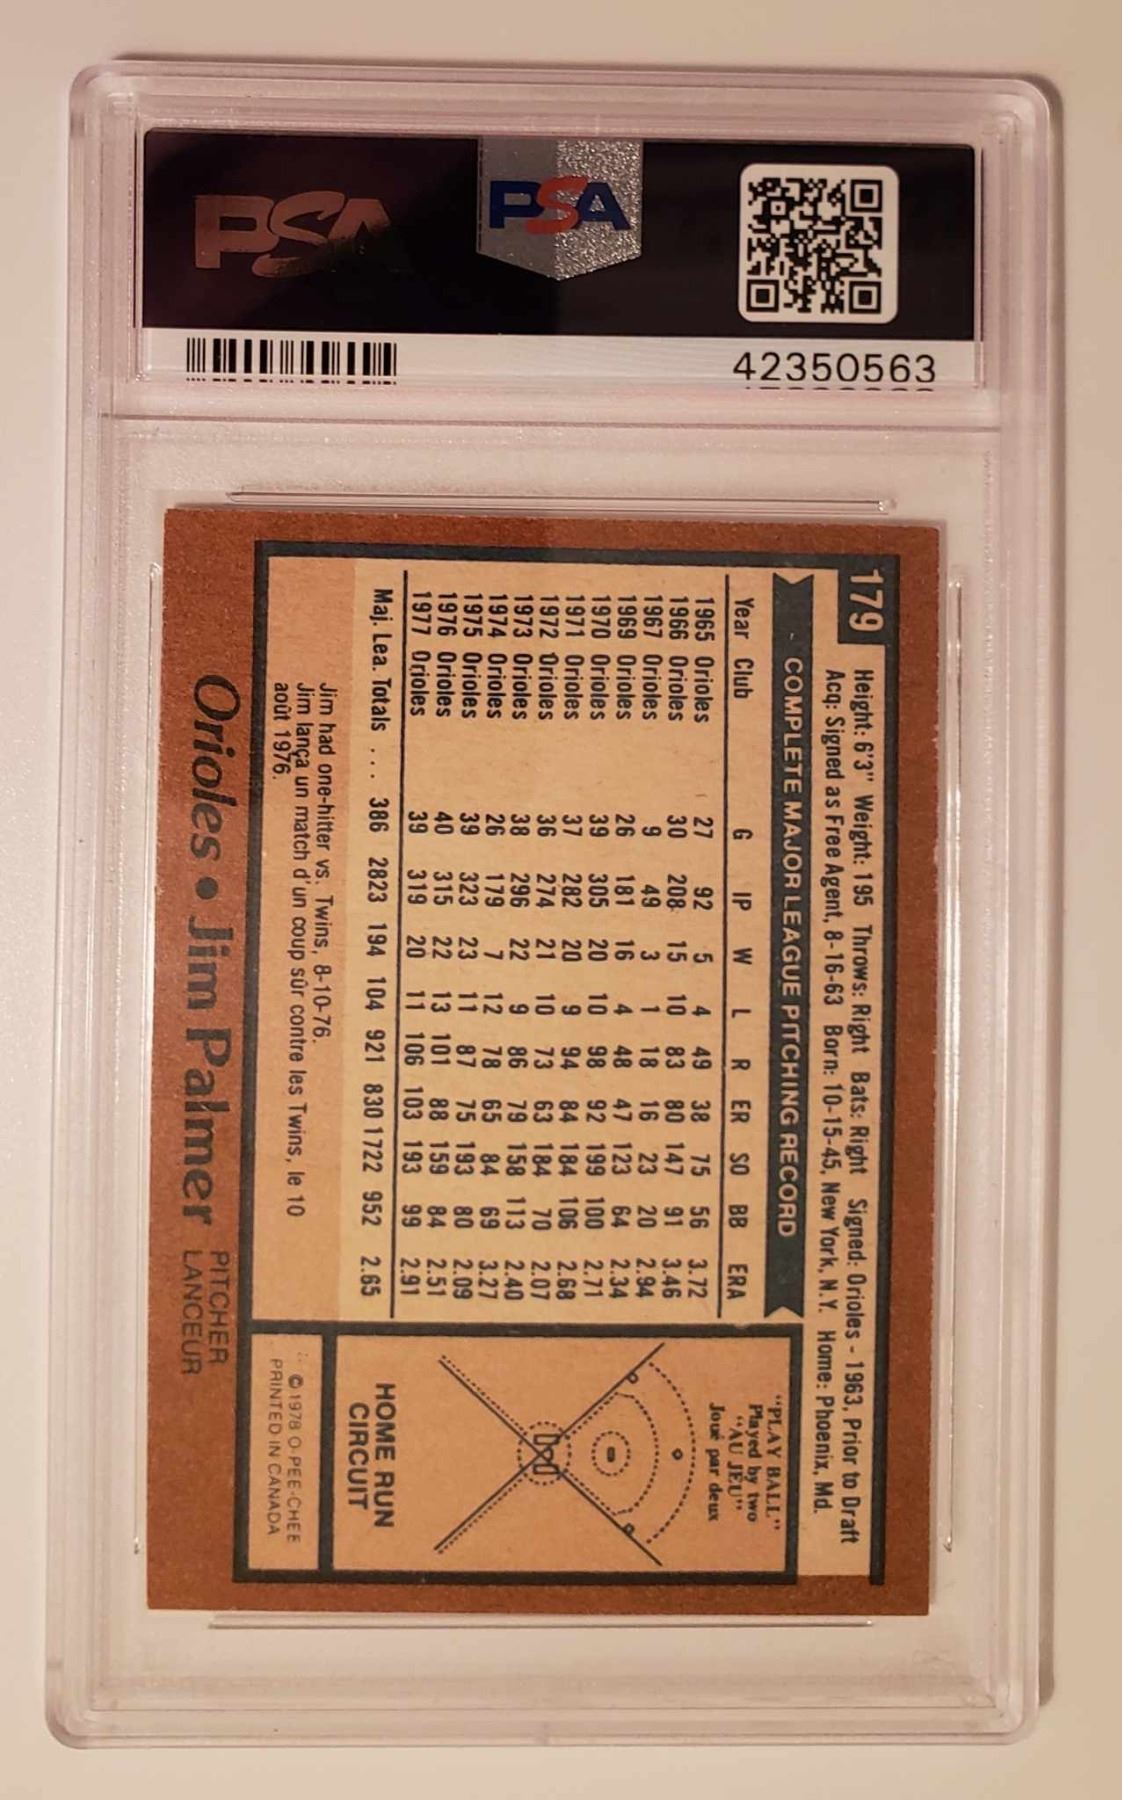 PSA
PSA
42350563
179
Height: 6'3" Weight: 195 Throws: Right Bats: Right Signed: Orioles - 1963, Prior to Draft
Acq: Signed as Free Agent, 8-16-63 Born: 10-15-45, New York, N.Y. Home: Phoenix, Md.
COMPLETE MAJOR LEAGUE PITCHING RECORD
Year Club G IP W L R ER SO BB ERA
1965 Orioles 27 92 5 4 49 38 75 56 3.72
1966 Orioles 30 208 15 10 83 80 147 91 3.46
1967 Orioles 9 49 3 1 18 16 23 20 2.94
1969 Orioles 26 181 16 4 48 47 123 64 2.34
1970 Orioles 39 305 20 10 98 92 199 100 2.71
1971 Orioles 37 282 20 9 94 84 184 106 2.68
1972 Orioles 36 274 21 10 73 63 184 70 2.07
1973 Orioles 38 296 22 9 86 79 158 113 2.40
1974 Orioles 26 179 7 12 78 65 84 69 3.27
1975 Orioles 39 323 23 11 87 75 193 80 2.09
1976 Orioles 40 315 22 13 101 88 159 84 2.51
1977 Orioles 39 319 20 11 106 103 193 99 2.91
Maj. Lea. Totals ... 386 2823 194 104 921 830 1722 952 2.65
Jim had one-hitter vs. Twins, 8-10-76.
Jim lança un match d'un coup sûr contre les Twins, le 10
août 1976.
"PLAY BALL"
Played by two
"AU JEU"
Joué par deux
HOME RUN
CIRCUIT
© 1978 O-PEE-CHEE
PRINTED IN CANADA
Orioles • Jim Palmer
PITCHER
LANCEUR